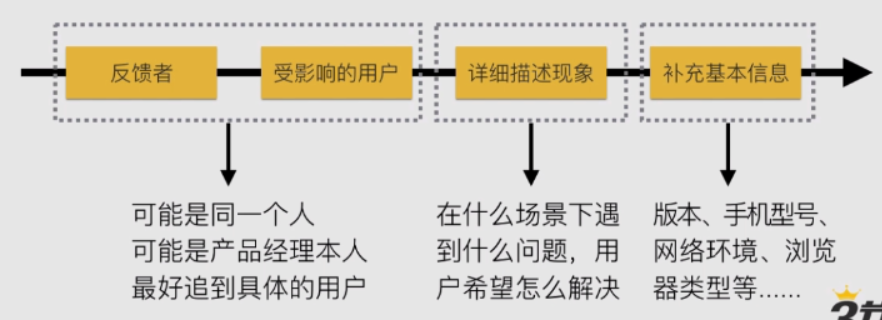 反馈者
受影响的用户
详细描述现象
补充基本信息
可能是同一个人
可能是产品经理本人
最好追到具体的用户
在什么场景下遇
到什么问题，用
户希望怎么解决
版本、手机型号、
网络环境、浏览
器类型等......